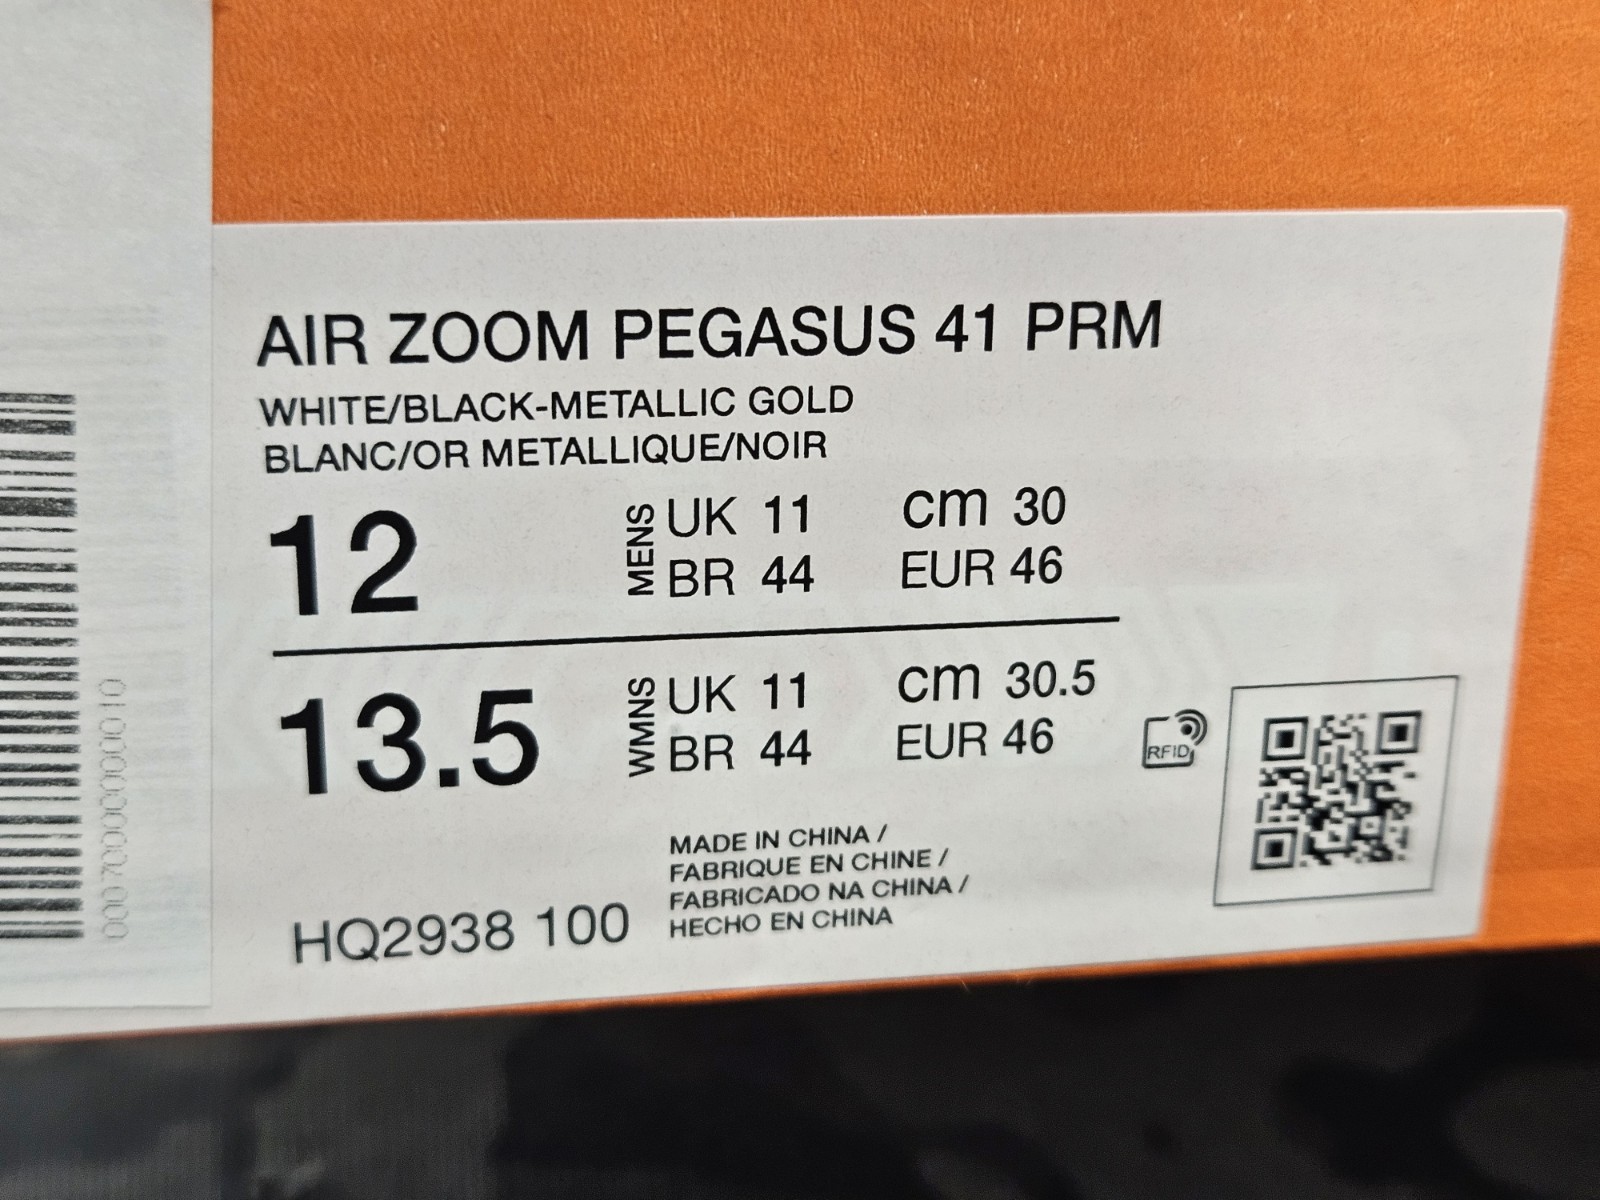 AIR ZOOM PEGASUS 41 PRM
WHITE/BLACK-METALLIC GOLD
BLANC/OR METALLIQUE/NOIR
12 MENS UK 11 cm 30
BR 44 EUR 46
13.5 WMNS UK 11 cm 30.5
BR 44 EUR 46
RFID
MADE IN CHINA /
FABRIQUE EN CHINE /
FABRICADO NA CHINA /
HECHO EN CHINA
HQ2938 100